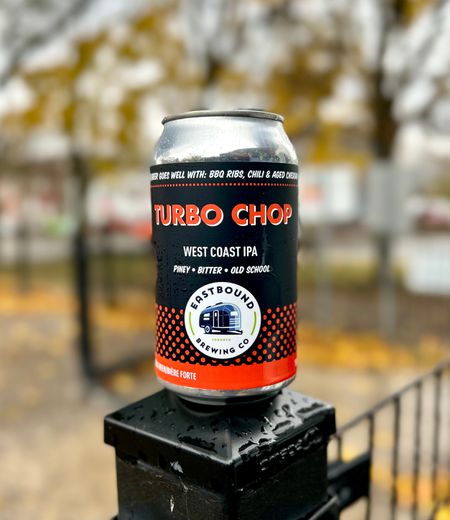 BEER GOES WELL WITH: BBQ RIBS, CHILI & AGED CHEDDAR
TURBO CHOP
WEST COAST IPA
PINEY • BITTER • OLD SCHOOL
EASTBOUND
TORONTO
BREWING CO
BIÈRE FORTE